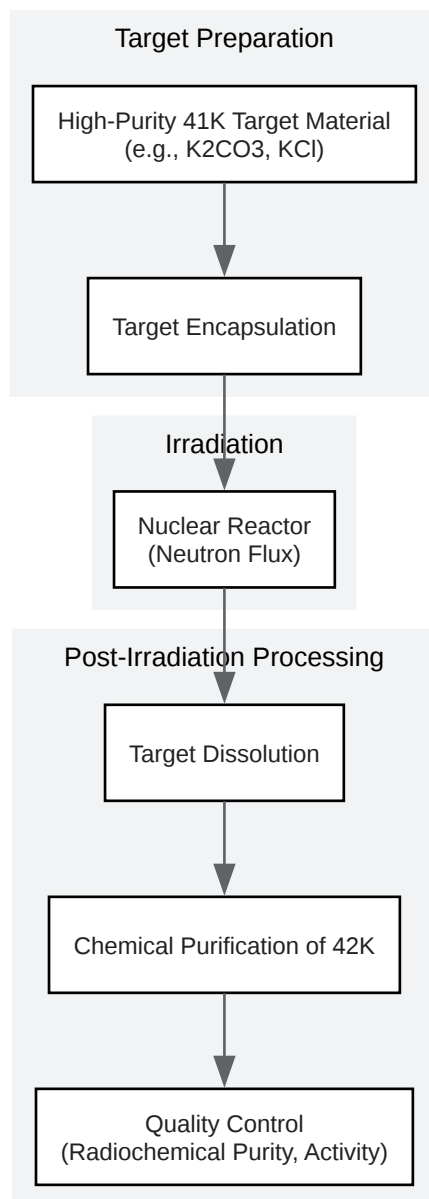 Target Preparation
High-Purity 41K Target Material
(e.g., K2CO3, KCl)
Target Encapsulation
Irradiation
Nuclear Reactor
(Neutron Flux)
Post-Irradiation Processing
Target Dissolution
Chemical Purification of 42K
Quality Control
(Radiochemical Purity, Activity)